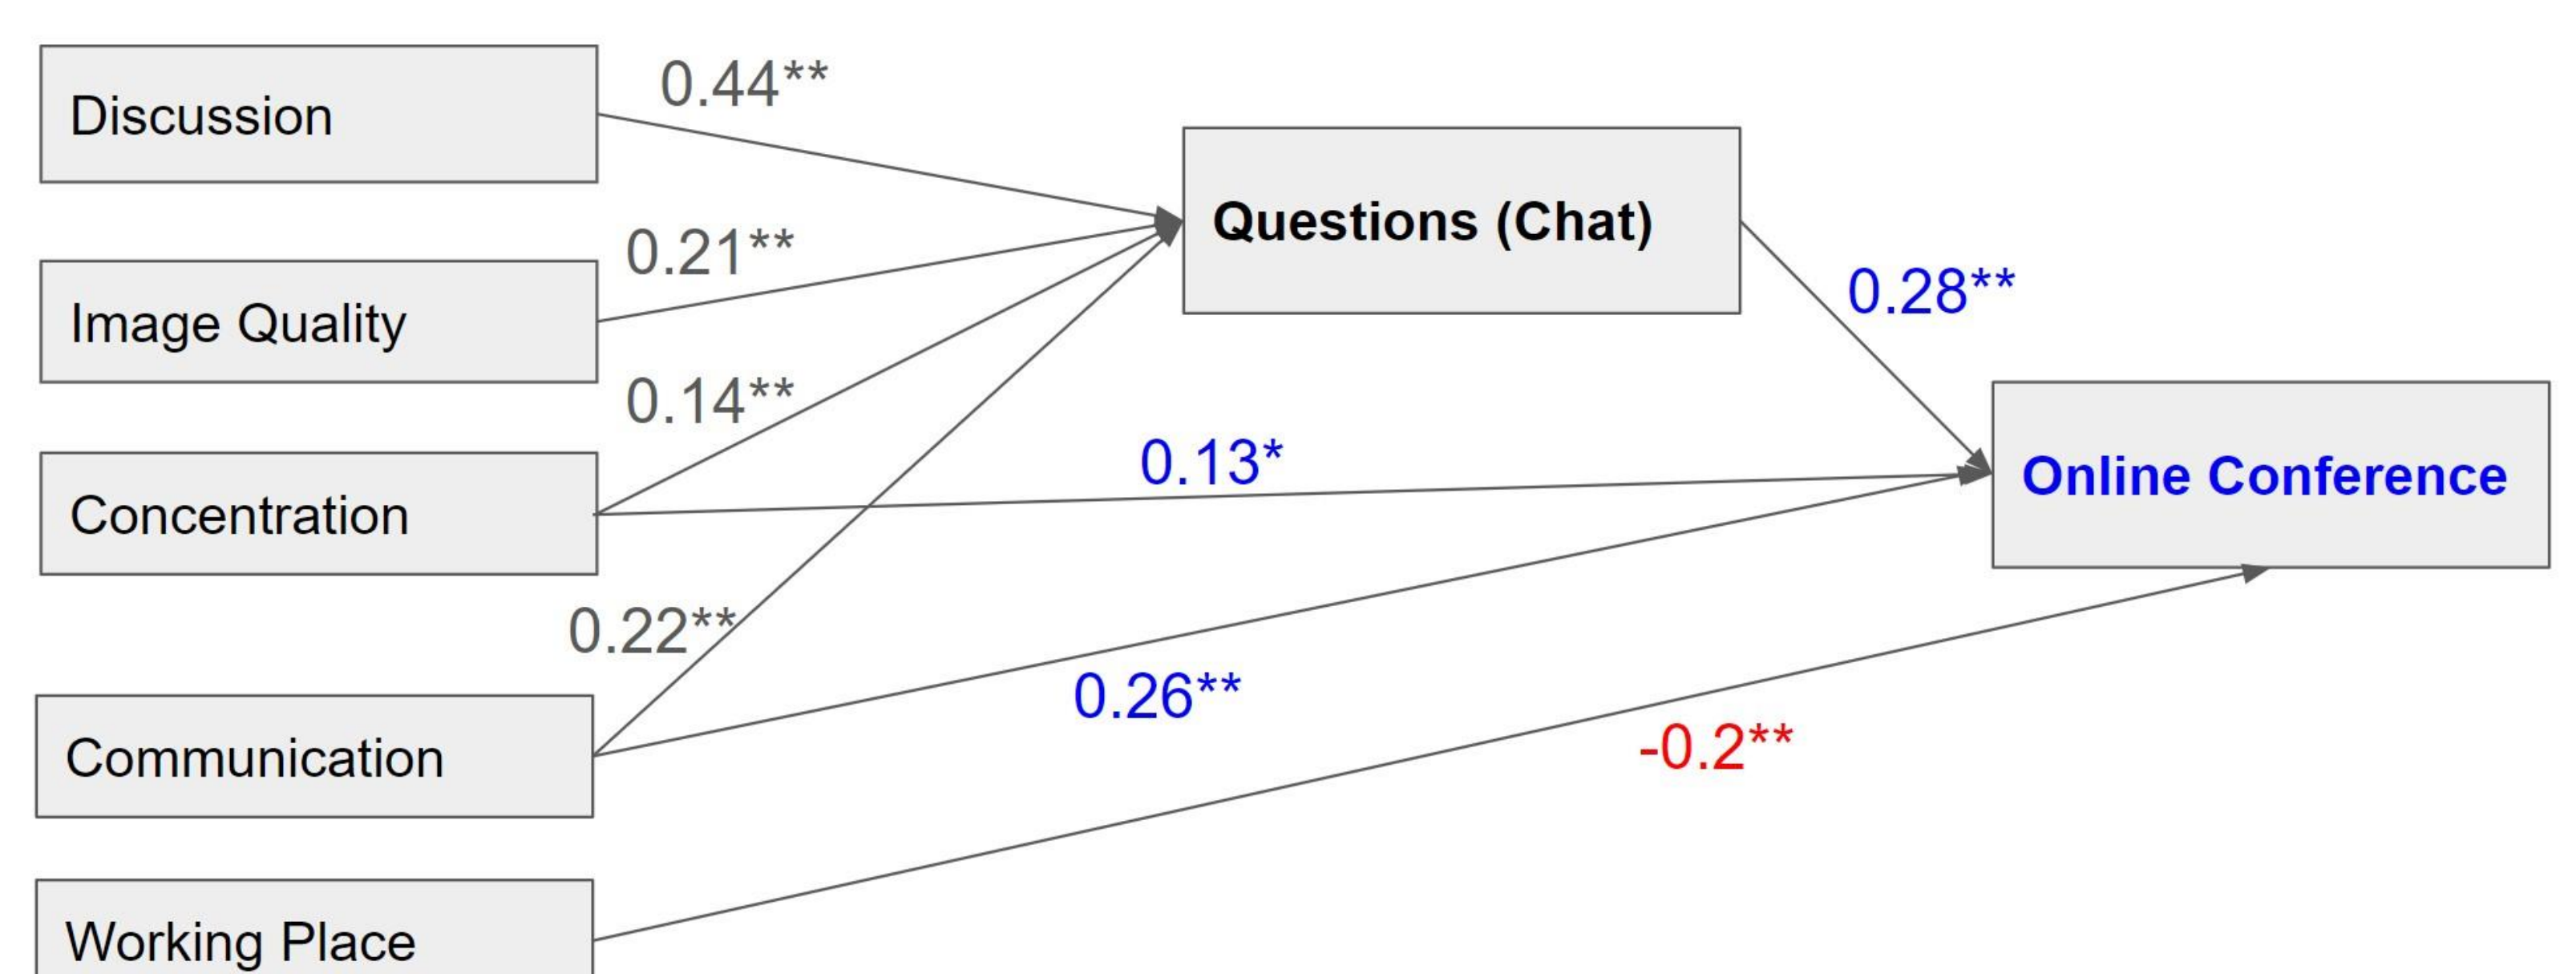 Discussion
0.44**
Questions (Chat)
Image Quality
0.21**
0.28**
0.14**
Concentration
0.13*
Online Conference
0.22**
0.26**
Communication
-0.2**
Working Place